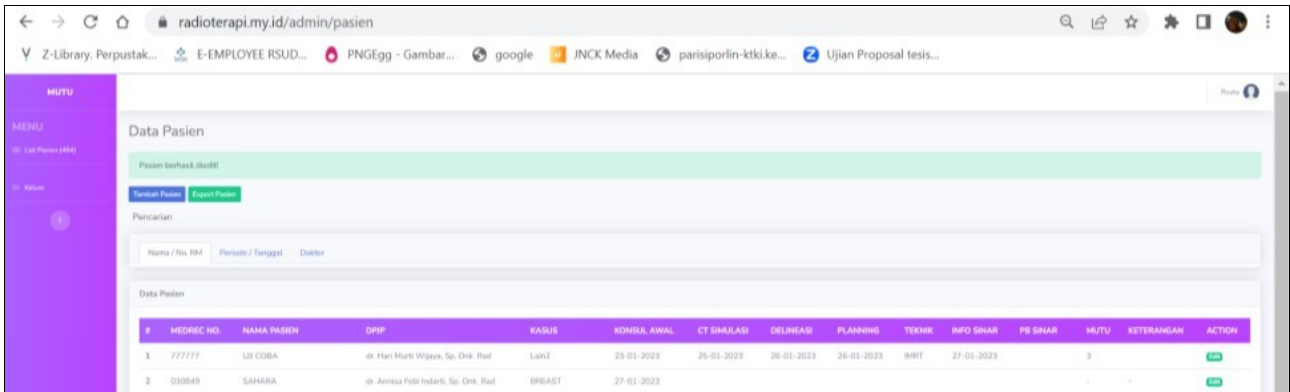 radioterapi.my.id/admin/pasien
Z-Library. Perpustak... E-EMPLOYEE RSUD... PNGEgg - Gambar... google JNCK Media parisiporlin-ktki.ke... Ujian Proposal tesis...
MUTU
MENU
List Pasien (484)
Keluar
Data Pasien
Pasien berhasil diedit!
Tambah Pasien Export Pasien
Pencarian
Nama / No. RM Periode / Tanggal Dokter
Data Pasien
# MEDREC NO. NAMA PASIEN DPJP KASUS KONSUL AWAL CT SIMULASI DELINEASI PLANNING TEKNIK INFO SINAR PB SINAR MUTU KETERANGAN ACTION
1 777777 UJI COBA dr. Hari Murti Wijaya, Sp. Onk. Rad Lain2 23-01-2023 25-01-2023 26-01-2023 26-01-2023 IMRT 27-01-2023 3 Edit
2 030849 SAHARA dr. Annisa Febi Indarti, Sp. Onk. Rad BREAST 27-01-2023 - - Edit